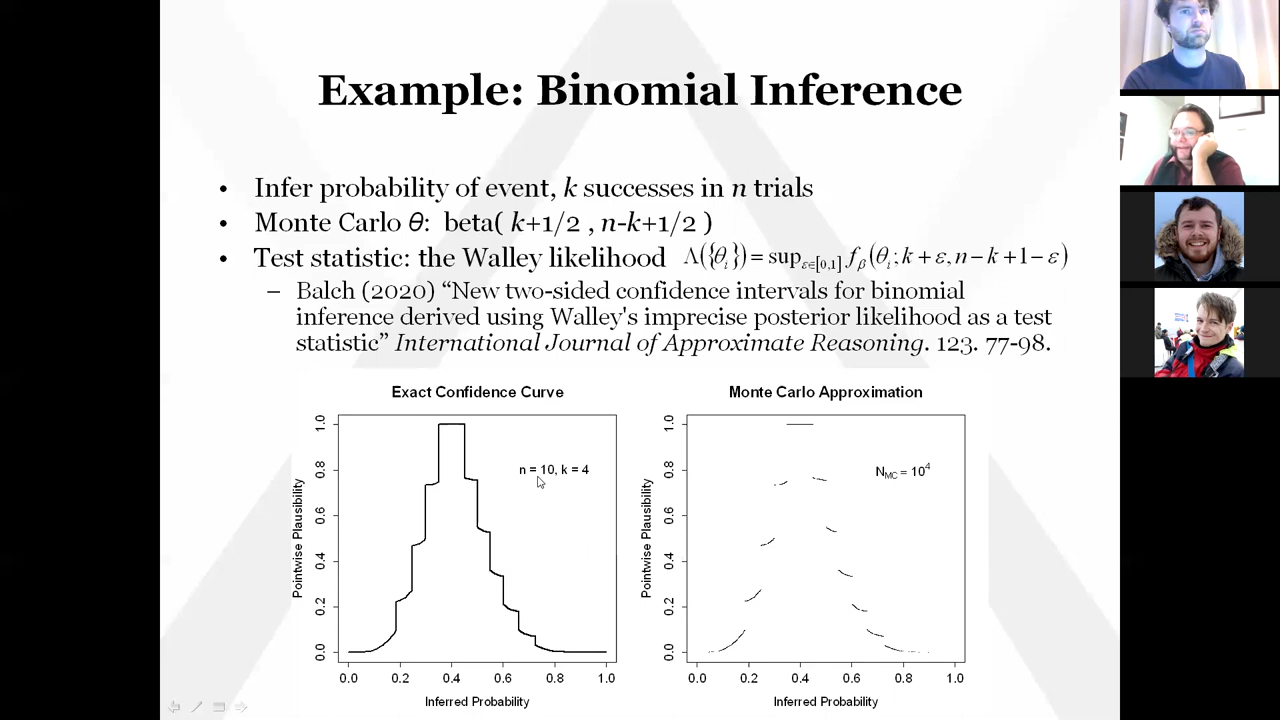 Example: Binomial Inference
• Infer probability of event, k successes in n trials
• Monte Carlo θ: beta( k+1/2 , n-k+1/2 )
• Test statistic: the Walley likelihood Λ({θᵢ}) = sup_{ε∈[0,1]} f_β(θᵢ; k + ε, n − k + 1 − ε)
– Balch (2020) “New two-sided confidence intervals for binomial
inference derived using Walley's imprecise posterior likelihood as a test
statistic” International Journal of Approximate Reasoning. 123. 77-98.
Exact Confidence Curve
n = 10, k = 4
Pointwise Plausibility
1.0
0.8
0.6
0.4
0.2
0.0
0.0 0.2 0.4 0.6 0.8 1.0
Inferred Probability
Monte Carlo Approximation
N_MC = 10⁴
Pointwise Plausibility
1.0
0.8
0.6
0.4
0.2
0.0
0.0 0.2 0.4 0.6 0.8 1.0
Inferred Probability